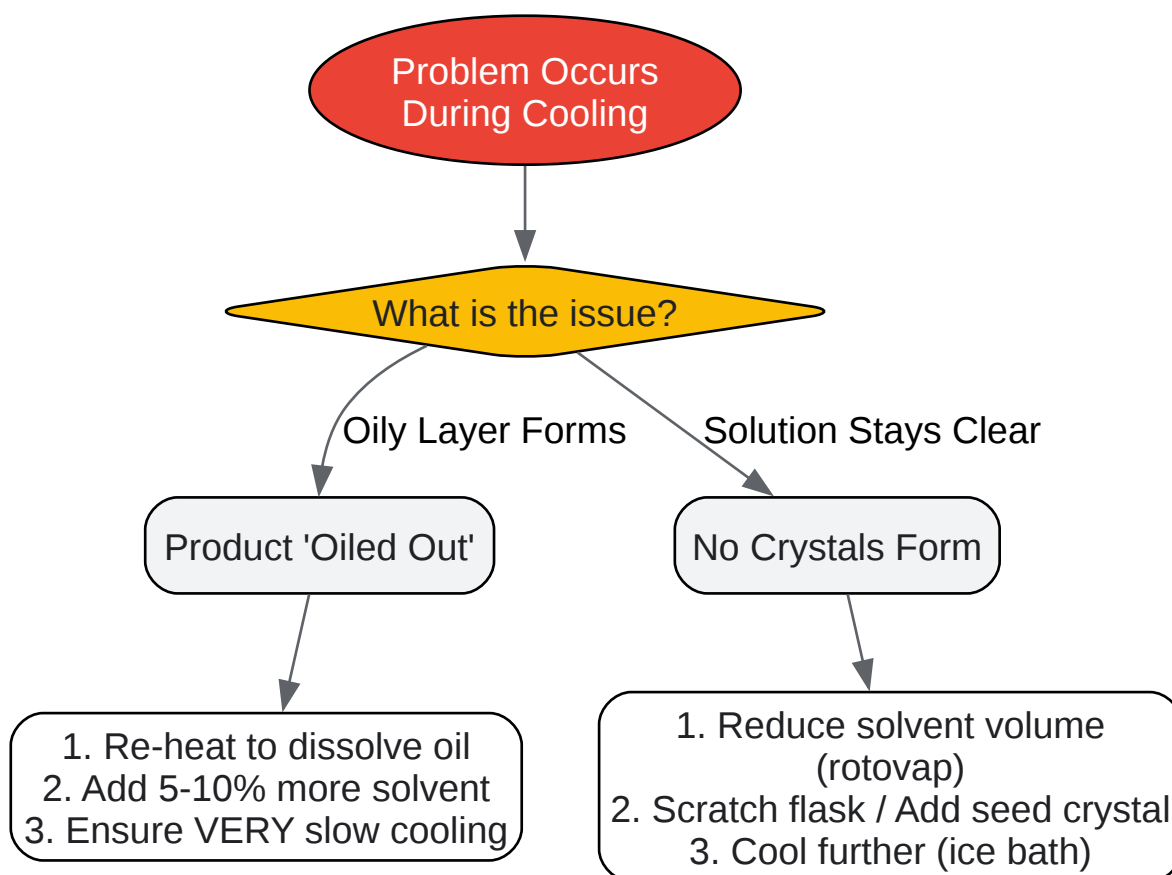 Problem Occurs
During Cooling
What is the issue?
Oily Layer Forms
Solution Stays Clear
Product 'Oiled Out'
No Crystals Form
1. Re-heat to dissolve oil
2. Add 5-10% more solvent
3. Ensure VERY slow cooling
1. Reduce solvent volume
(rotovap)
2. Scratch flask / Add seed crystal
3. Cool further (ice bath)